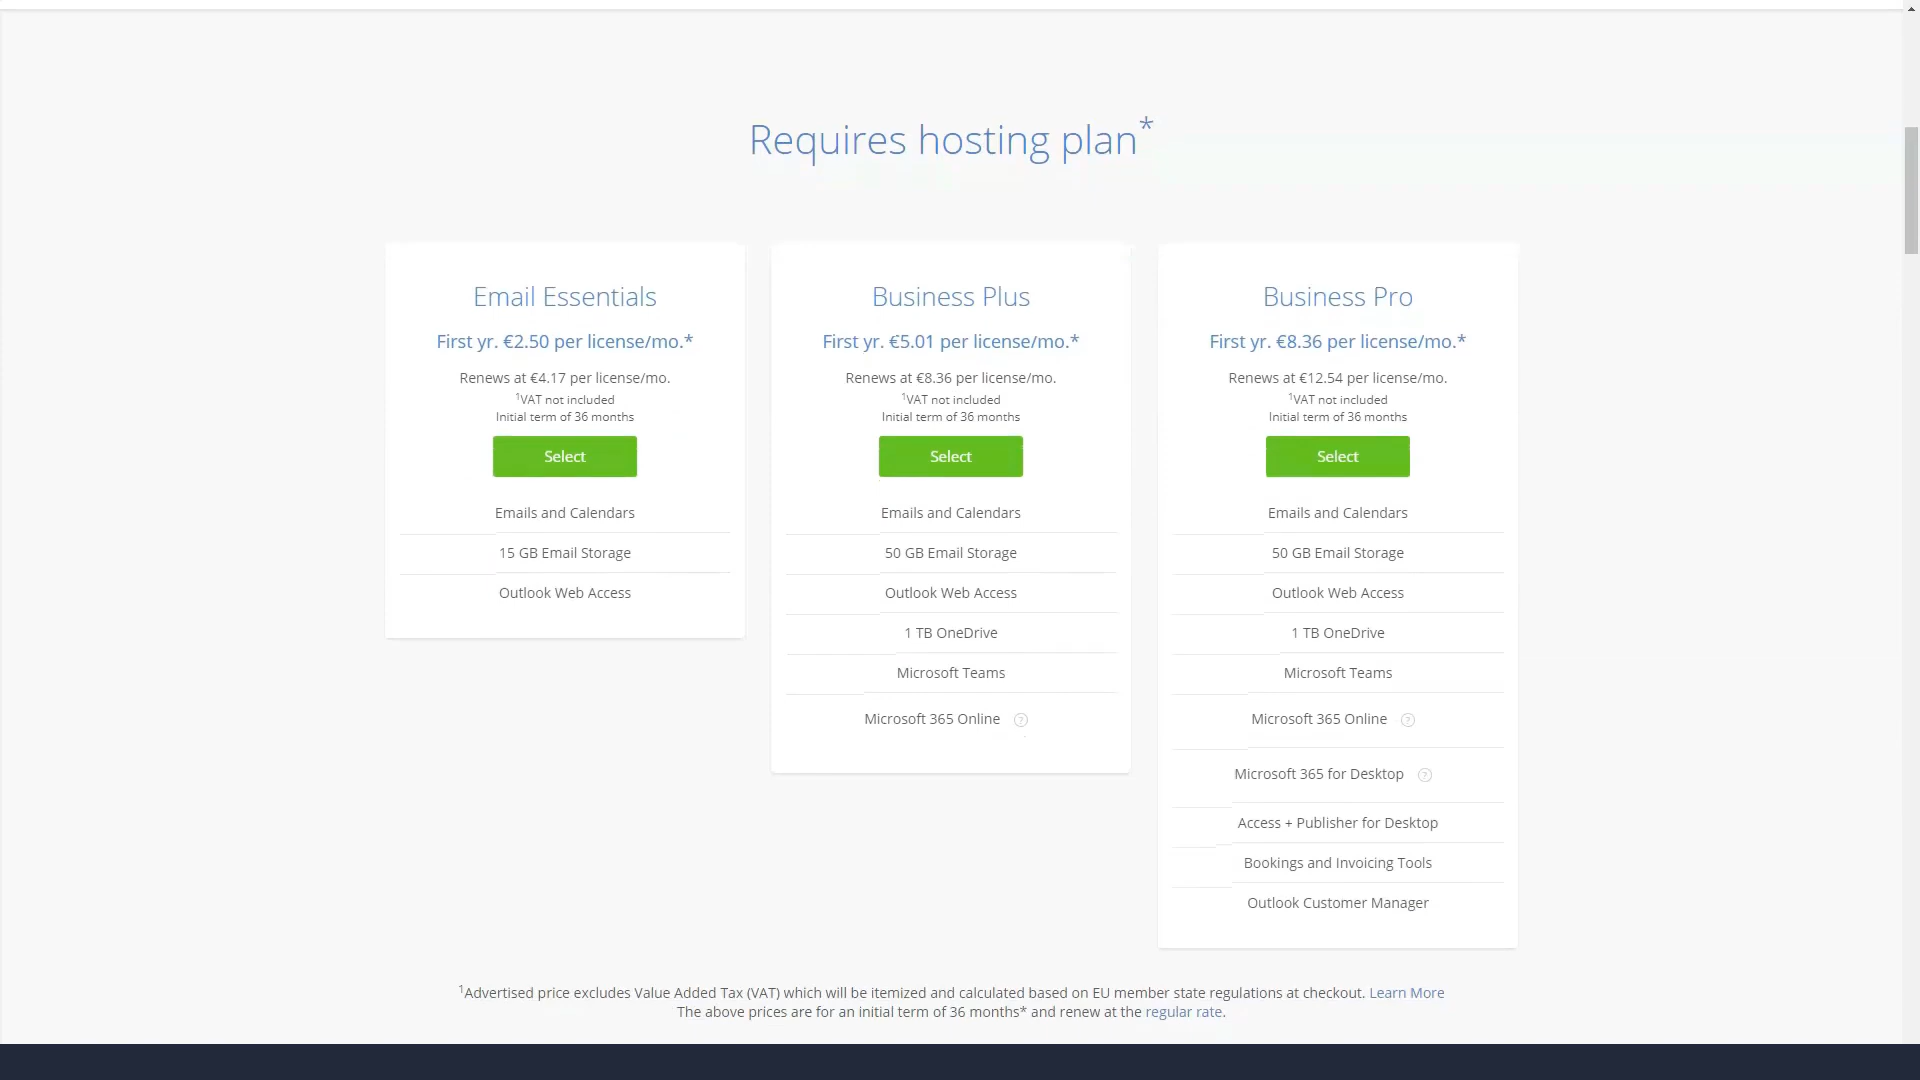 Requires hosting plan*
Email Essentials
First yr. €2.50 per license/mo.*
Renews at €4.17 per license/mo.
1VAT not included
Initial term of 36 months
Select
Emails and Calendars
15 GB Email Storage
Outlook Web Access
Business Plus
First yr. €5.01 per license/mo.*
Renews at €8.36 per license/mo.
1VAT not included
Initial term of 36 months
Select
Emails and Calendars
50 GB Email Storage
Outlook Web Access
1 TB OneDrive
Microsoft Teams
Microsoft 365 Online ?
Business Pro
First yr. €8.36 per license/mo.*
Renews at €12.54 per license/mo.
1VAT not included
Initial term of 36 months
Select
Emails and Calendars
50 GB Email Storage
Outlook Web Access
1 TB OneDrive
Microsoft Teams
Microsoft 365 Online ?
Microsoft 365 for Desktop ?
Access + Publisher for Desktop
Bookings and Invoicing Tools
Outlook Customer Manager
1Advertised price excludes Value Added Tax (VAT) which will be itemized and calculated based on EU member state regulations at checkout. Learn More
The above prices are for an initial term of 36 months* and renew at the regular rate.